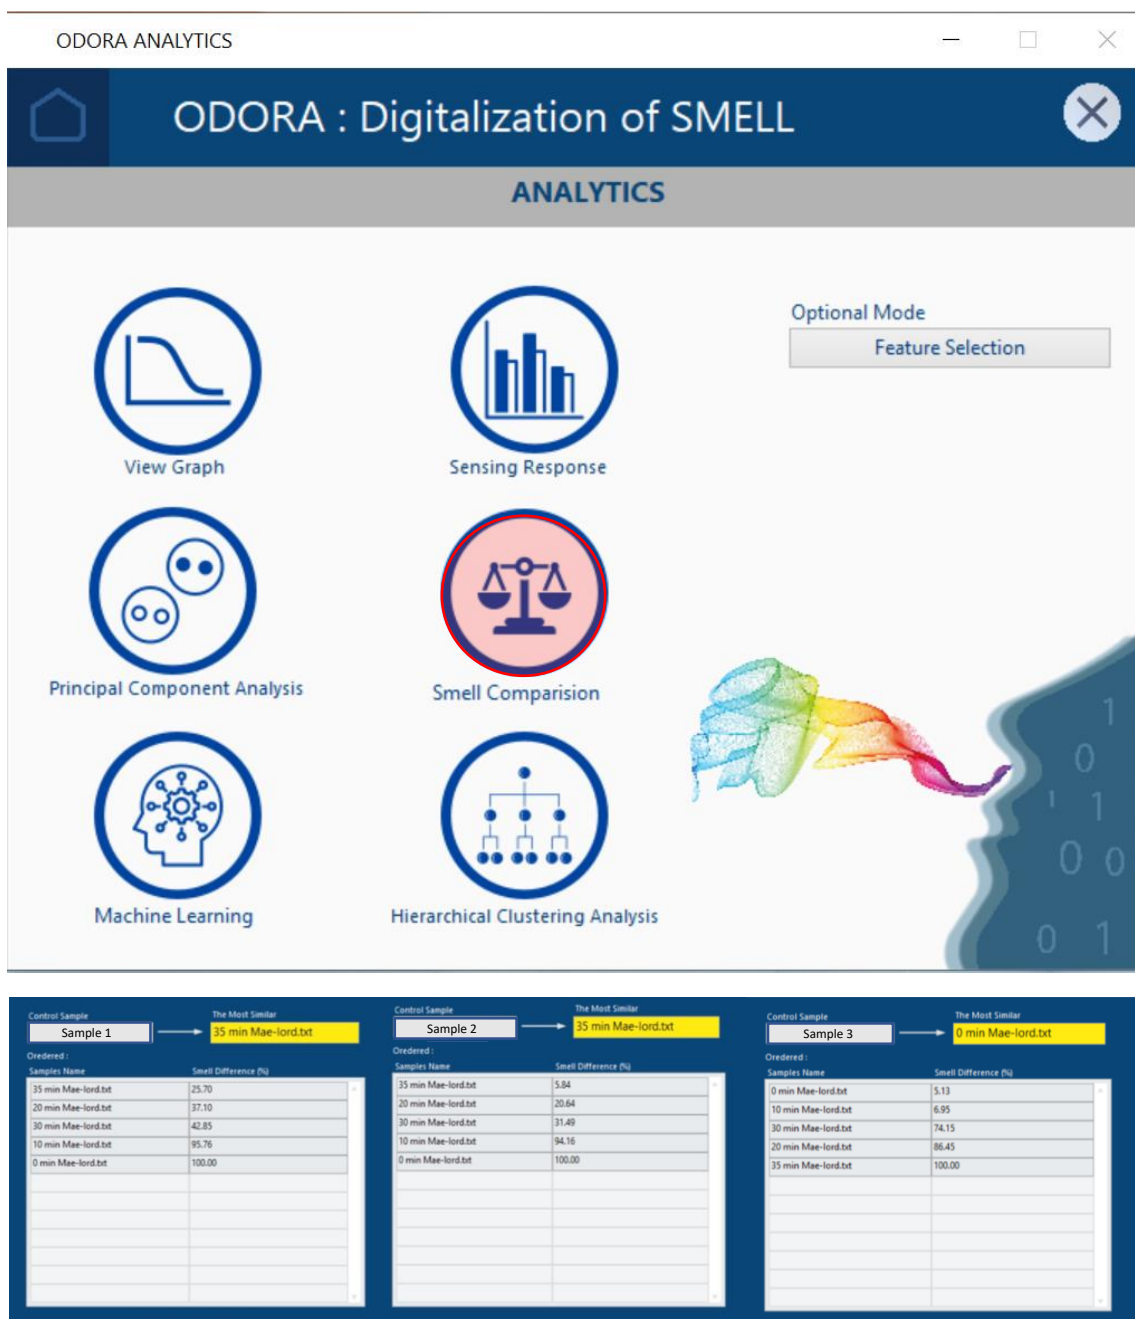 ODORA ANALYTICS
ODORA : Digitalization of SMELL
ANALYTICS
Optional Mode
Feature Selection
View Graph
Sensing Response
Principal Component Analysis
Smell Comparision
Machine Learning
Hierarchical Clustering Analysis
1
0
1 1
0 0
0 1
Control Sample The Most Similar
Sample 1 35 min Mae-lord.txt
Oredered :
Samples Name Smell Difference (%)
35 min Mae-lord.txt 25.70
20 min Mae-lord.txt 37.10
30 min Mae-lord.txt 42.85
10 min Mae-lord.txt 95.76
0 min Mae-lord.txt 100.00
Control Sample The Most Similar
Sample 2 35 min Mae-lord.txt
Oredered :
Samples Name Smell Difference (%)
35 min Mae-lord.txt 5.84
20 min Mae-lord.txt 20.64
30 min Mae-lord.txt 31.49
10 min Mae-lord.txt 94.16
0 min Mae-lord.txt 100.00
Control Sample The Most Similar
Sample 3 0 min Mae-lord.txt
Oredered :
Samples Name Smell Difference (%)
0 min Mae-lord.txt 5.13
10 min Mae-lord.txt 6.95
30 min Mae-lord.txt 74.15
20 min Mae-lord.txt 86.45
35 min Mae-lord.txt 100.00